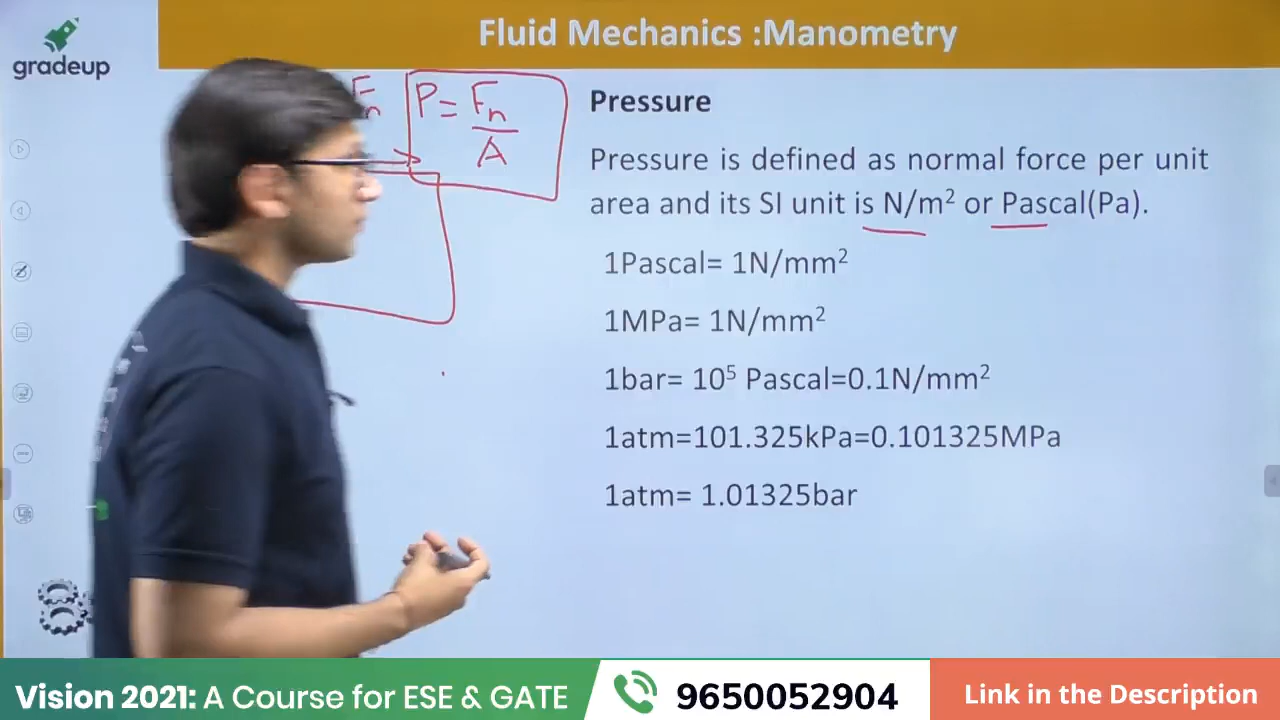 gradeup
Fluid Mechanics :Manometry
Fn
P = Fn
A
Pressure
Pressure is defined as normal force per unit
area and its SI unit is N/m² or Pascal(Pa).
1Pascal= 1N/mm²
1MPa= 1N/mm²
1bar= 10⁵ Pascal=0.1N/mm²
1atm=101.325kPa=0.101325MPa
1atm= 1.01325bar
Vision 2021: A Course for ESE & GATE
9650052904
Link in the Description